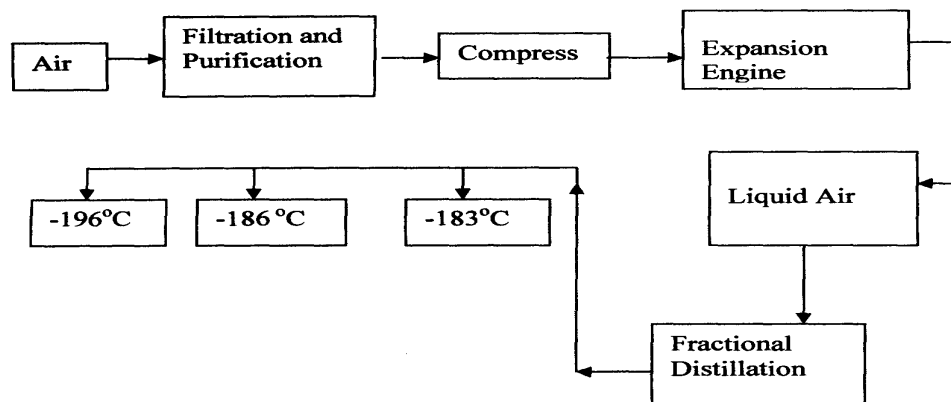 Air
Filtration and
Purification
Compress
Expansion
Engine
Liquid Air
-196°C
-186 °C
-183°C
Fractional
Distillation